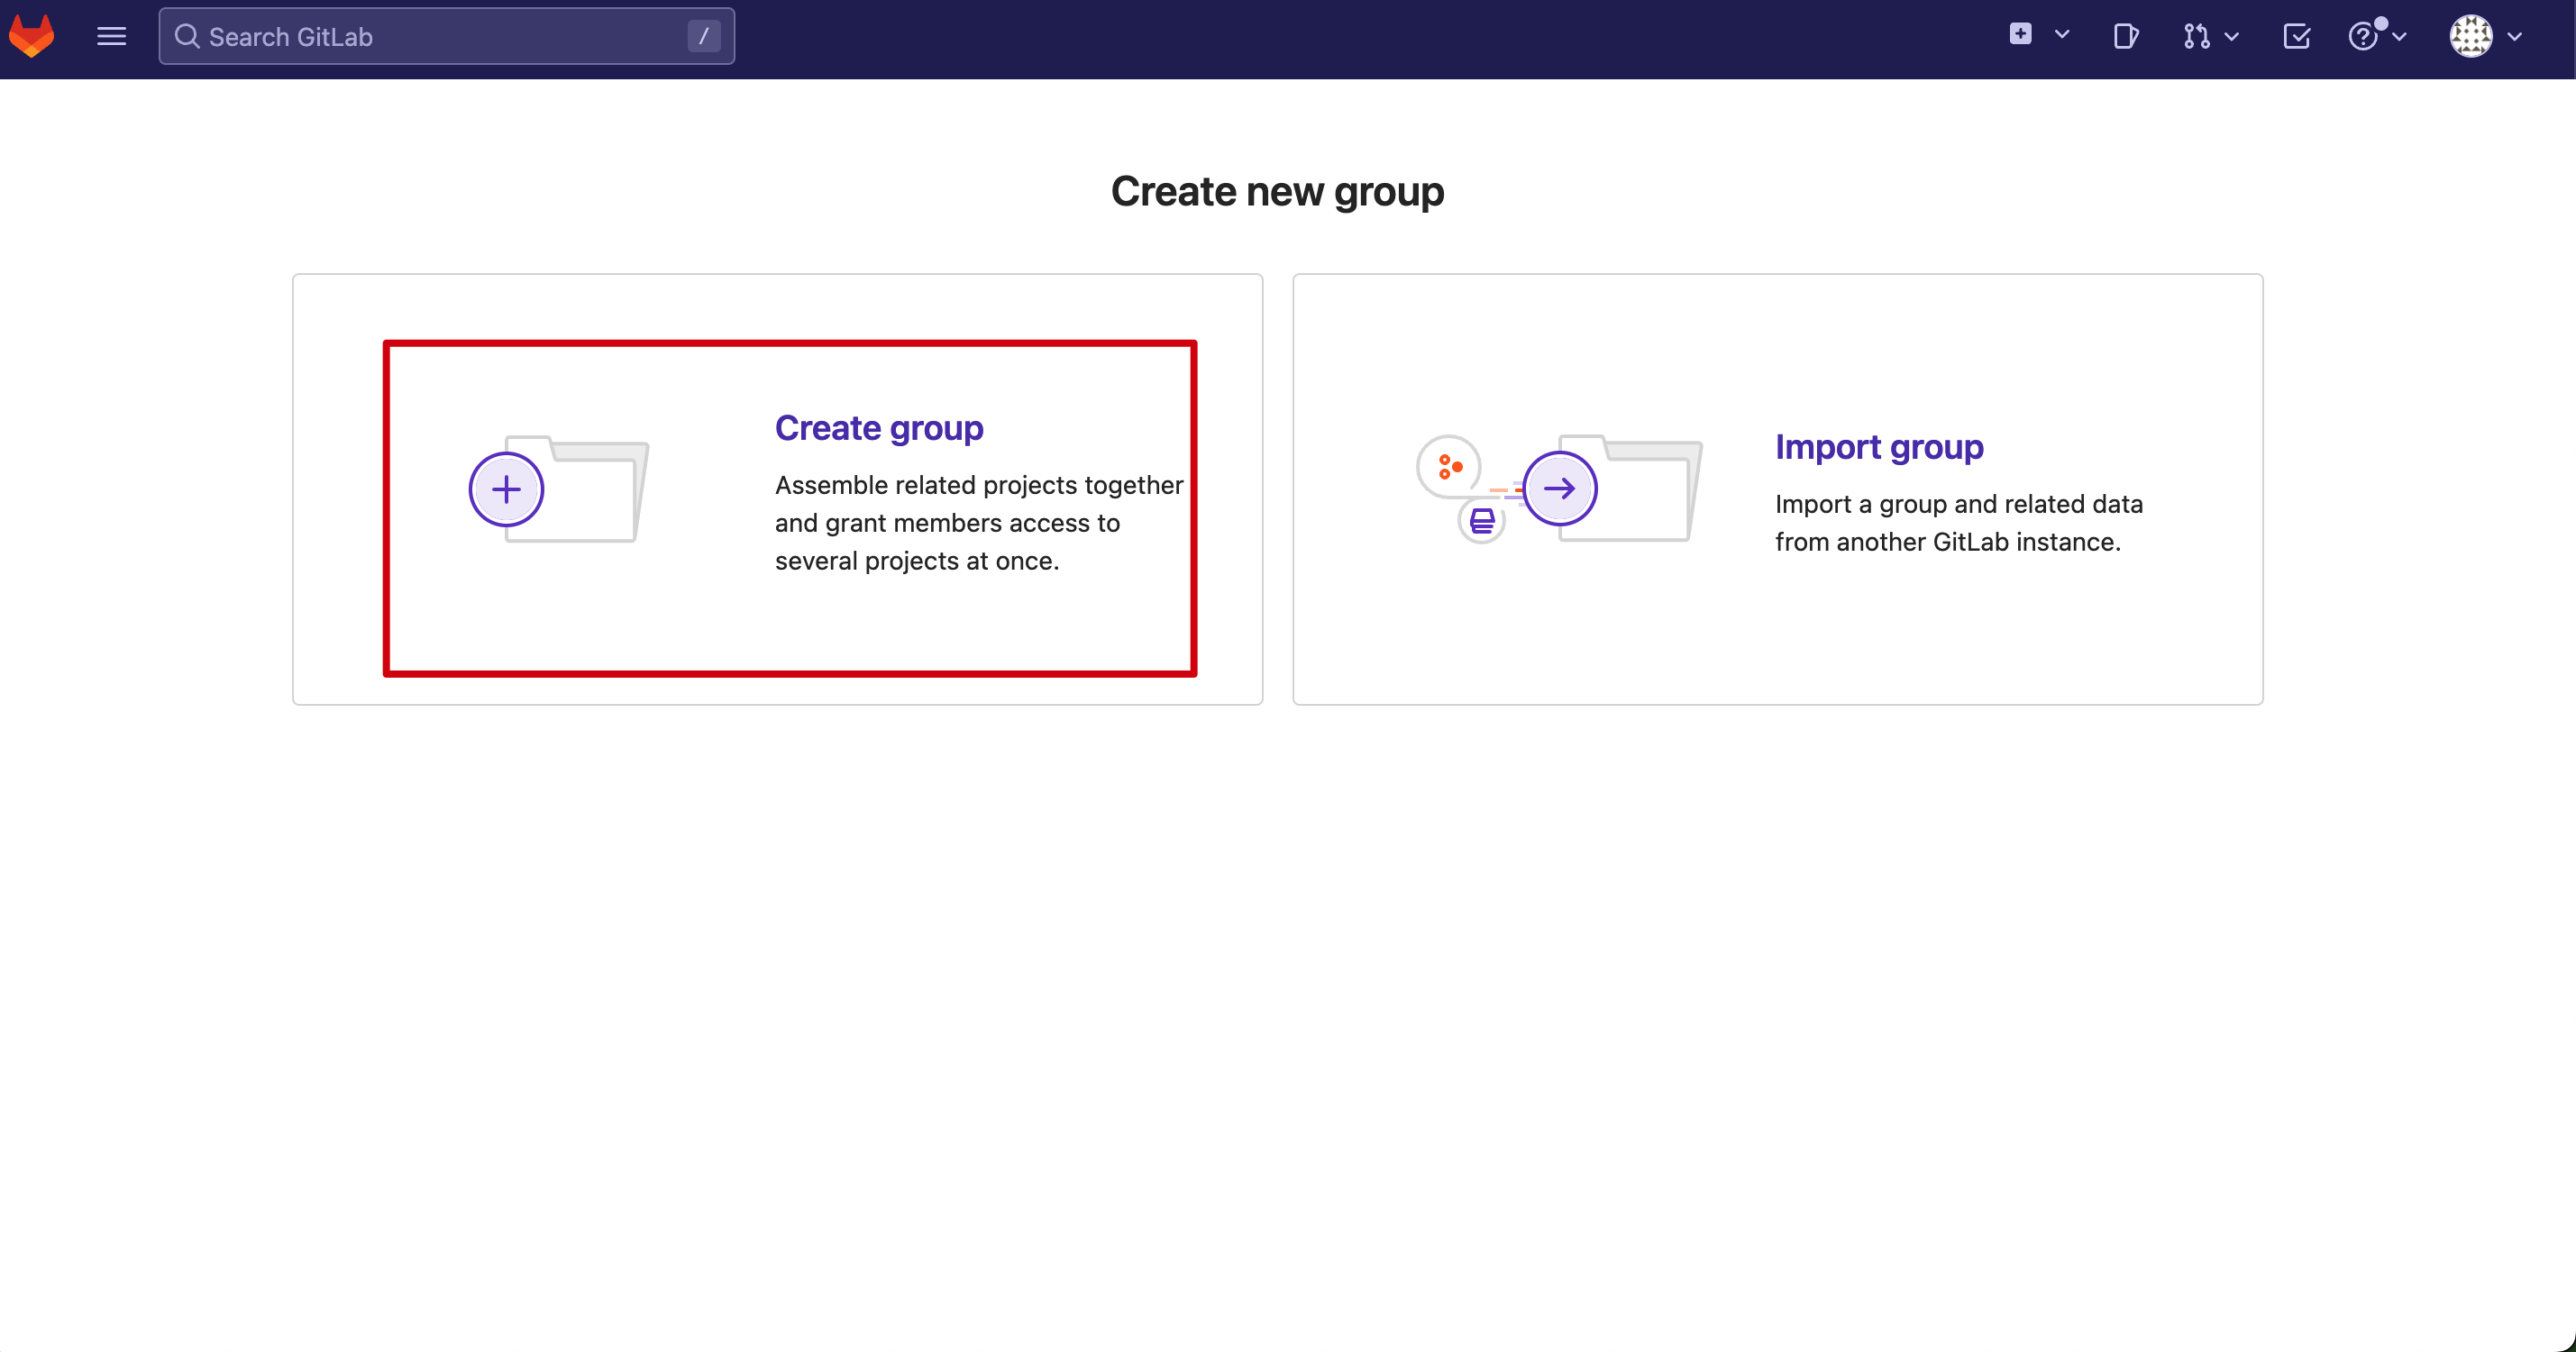 Search GitLab /
Create new group
Create group
Assemble related projects together
and grant members access to
several projects at once.
Import group
Import a group and related data
from another GitLab instance.